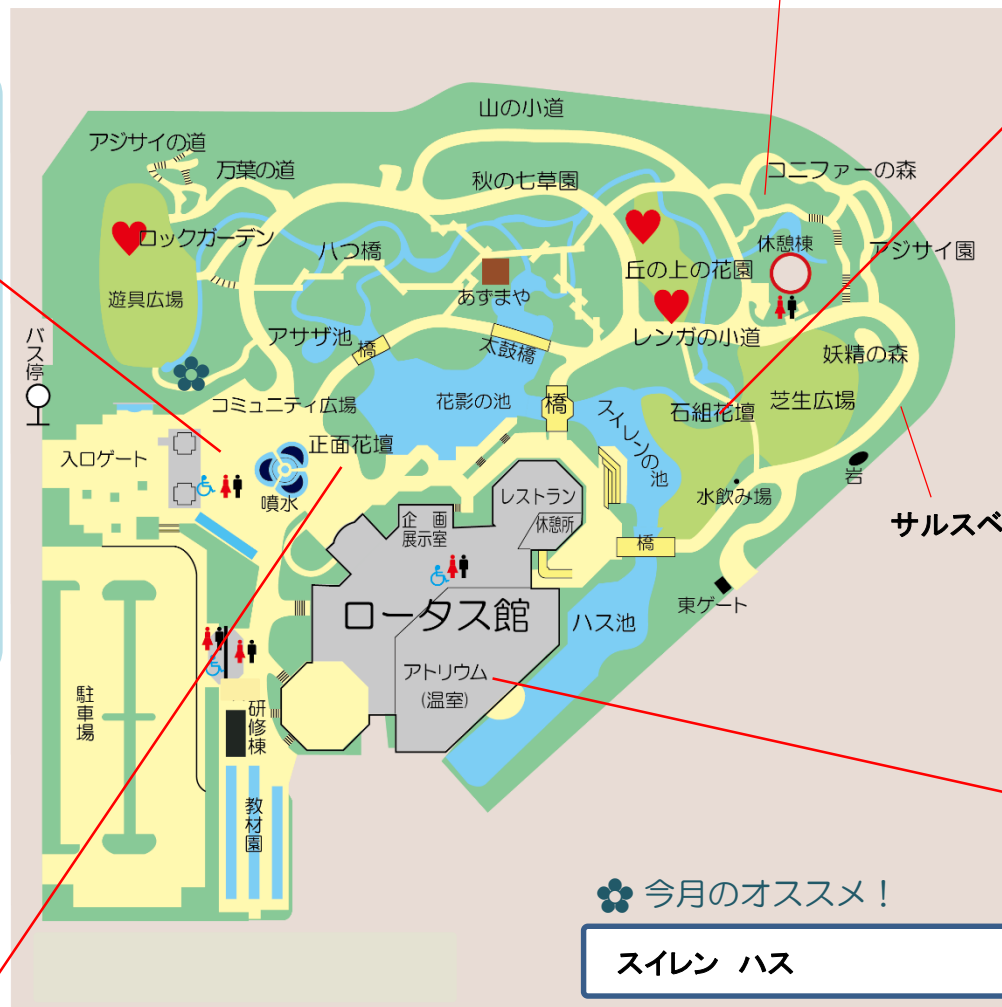 山の小道
アジサイの道
万葉の道
秋の七草園
コニファーの森
ロックガーデン
八つ橋
休憩棟
アジサイ園
丘の上の花園
遊具広場
あずまや
アサザ池
橋
太鼓橋
レンガの小道
妖精の森
バス停
コミュニティ広場
花影の池
橋
スイレンの池
石組花壇
芝生広場
正面花壇
入口ゲート
噴水
レストラン
休憩所
企画
展示室
水飲み場
岩
サルスベ
橋
東ゲート
ロータス館
ハス池
アトリウム
(温室)
駐車場
研修棟
教材園
今月のオススメ!
スイレン ハス